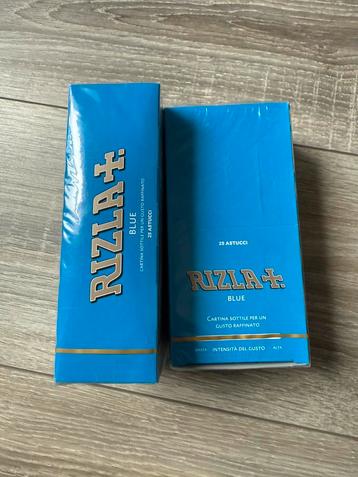 RIZLA+.
BLUE
CARTINA SOTTILE PER UN GUSTO RAFFINATO
25 ASTUCCI
25 ASTUCCI
RIZLA+.
BLUE
CARTINA SOTTILE PER UN
GUSTO RAFFINATO
INTENSITÀ DEL GUSTO
ALTA